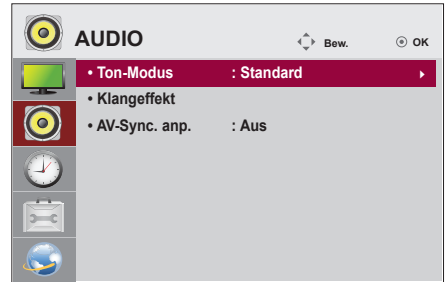 AUDIO Bew. OK
• Ton-Modus : Standard
• Klangeffekt
• AV-Sync. anp. : Aus